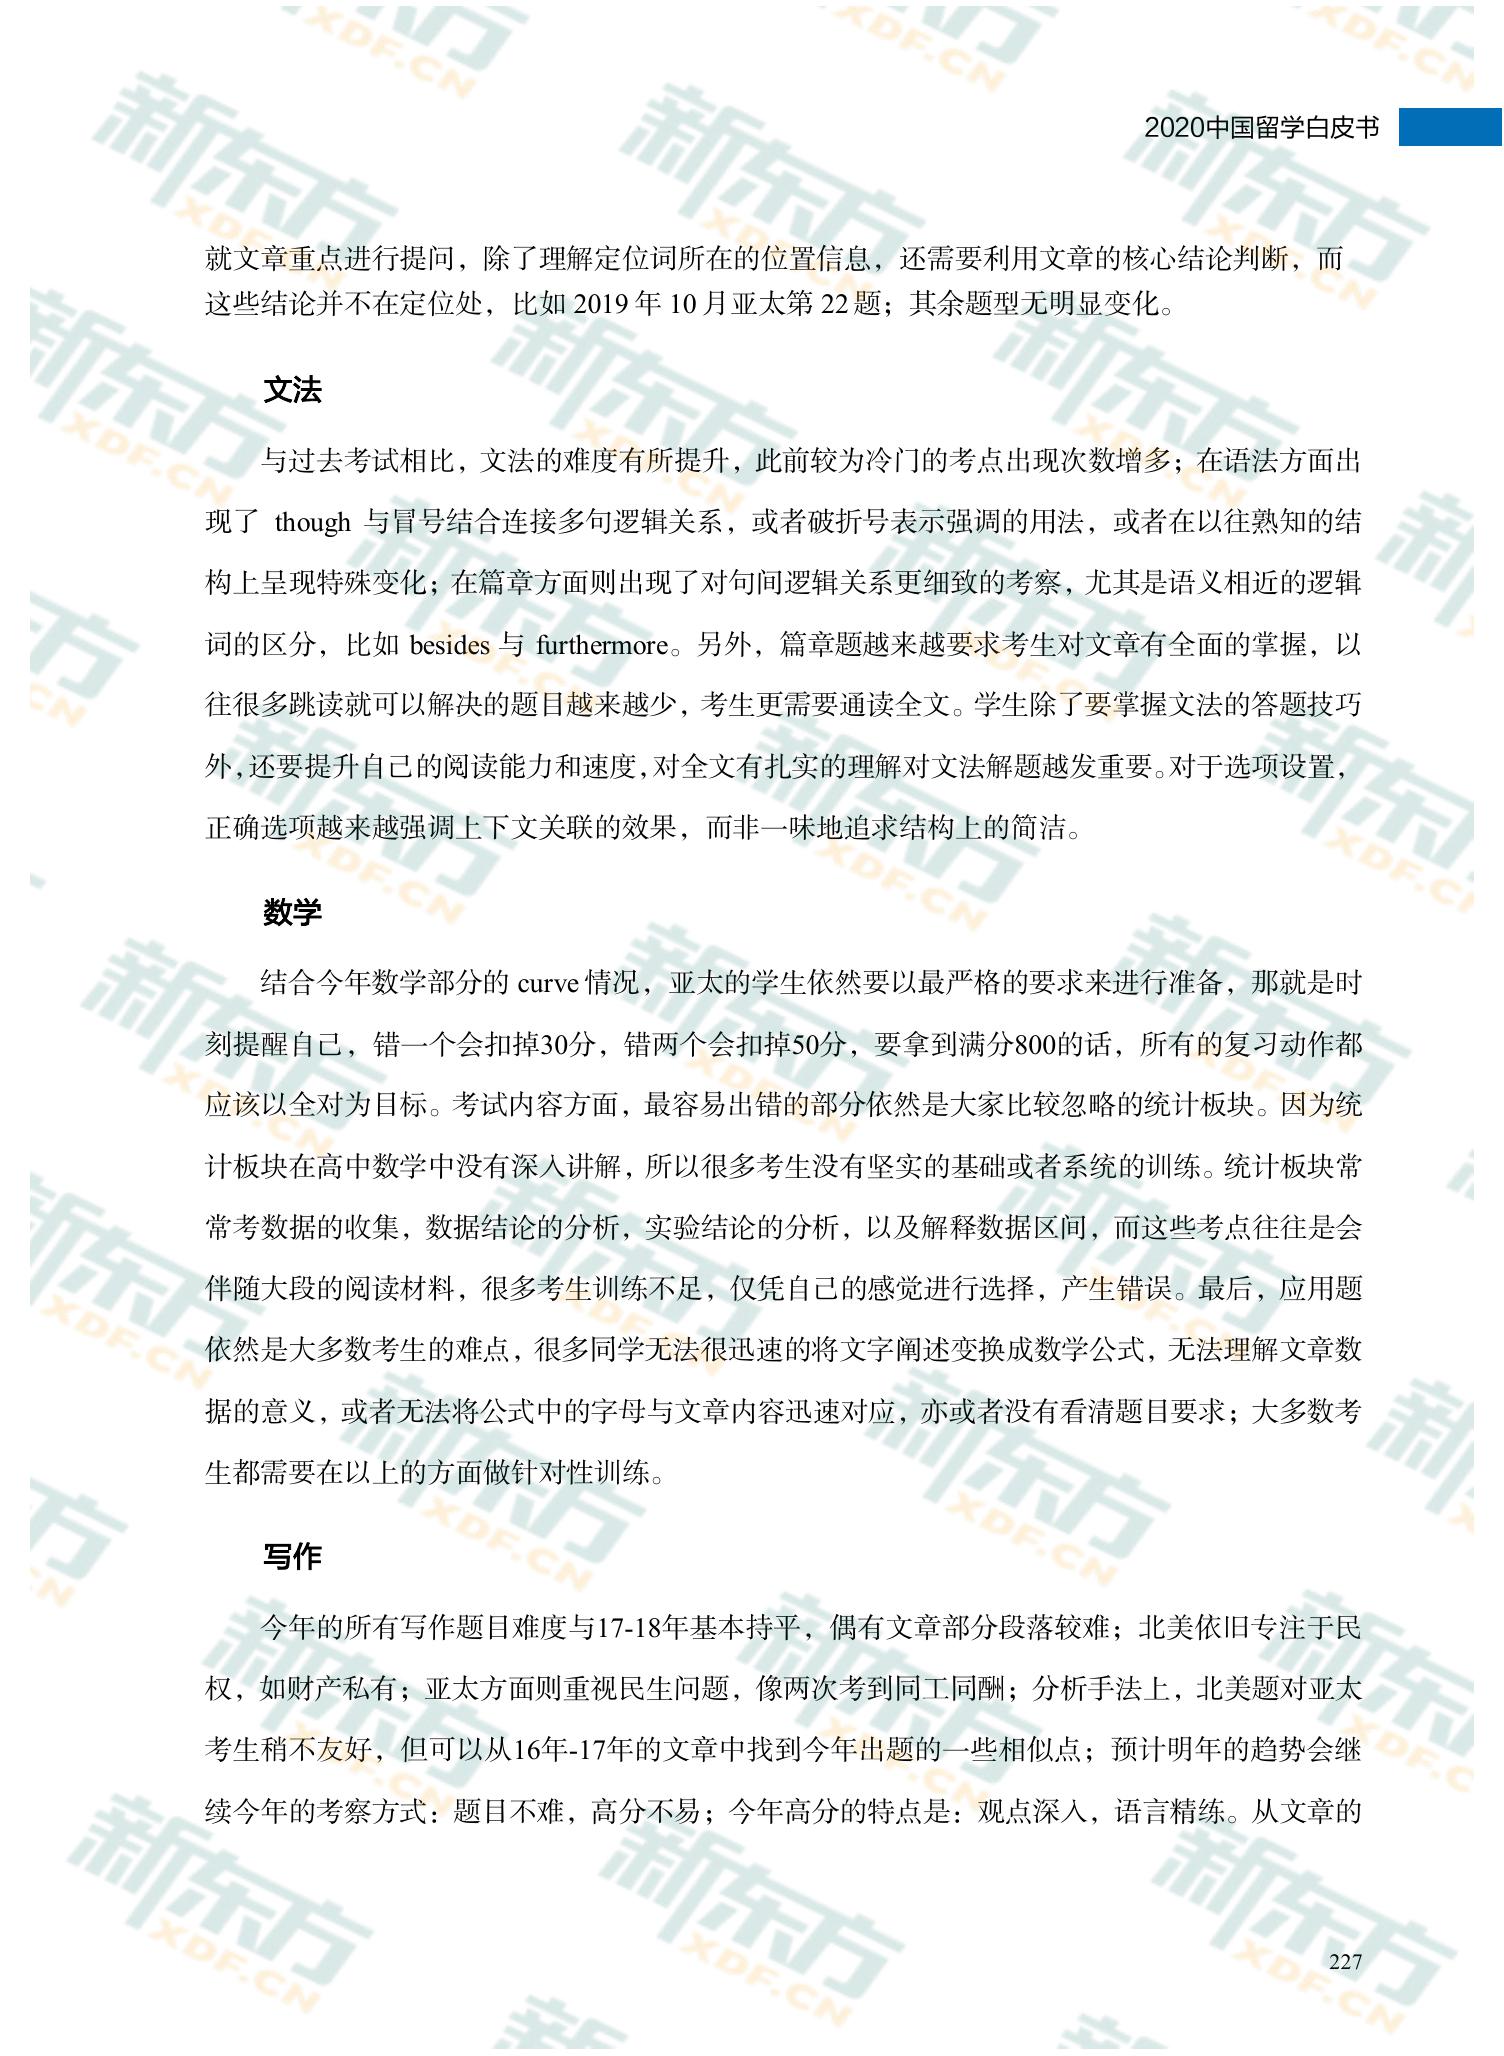 2020中国留学白皮书
就文章重点进行提问，除了理解定位词所在的位置信息，还需要利用文章的核心结论判断，而
这些结论并不在定位处，比如 2019 年 10 月亚太第 22 题；其余题型无明显变化。
文法
与过去考试相比，文法的难度有所提升，此前较为冷门的考点出现次数增多；在语法方面出
现了 though 与冒号结合连接多句逻辑关系，或者破折号表示强调的用法，或者在以往熟知的结
构上呈现特殊变化；在篇章方面则出现了对句间逻辑关系更细致的考察，尤其是语义相近的逻辑
词的区分，比如 besides 与 furthermore。另外，篇章题越来越要求考生对文章有全面的掌握，以
往很多跳读就可以解决的题目越来越少，考生更需要通读全文。学生除了要掌握文法的答题技巧
外，还要提升自己的阅读能力和速度，对全文有扎实的理解对文法解题越发重要。对于选项设置，
正确选项越来越强调上下文关联的效果，而非一味地追求结构上的简洁。
数学
结合今年数学部分的 curve 情况，亚太的学生依然要以最严格的要求来进行准备，那就是时
刻提醒自己，错一个会扣掉30分，错两个会扣掉50分，要拿到满分800的话，所有的复习动作都
应该以全对为目标。考试内容方面，最容易出错的部分依然是大家比较忽略的统计板块。因为统
计板块在高中数学中没有深入讲解，所以很多考生没有坚实的基础或者系统的训练。统计板块常
常考数据的收集，数据结论的分析，实验结论的分析，以及解释数据区间，而这些考点往往是会
伴随大段的阅读材料，很多考生训练不足，仅凭自己的感觉进行选择，产生错误。最后，应用题
依然是大多数考生的难点，很多同学无法很迅速的将文字阐述变换成数学公式，无法理解文章数
据的意义，或者无法将公式中的字母与文章内容迅速对应，亦或者没有看清题目要求；大多数考
生都需要在以上的方面做针对性训练。
写作
今年的所有写作题目难度与17-18年基本持平，偶有文章部分段落较难；北美依旧专注于民
权，如财产私有；亚太方面则重视民生问题，像两次考到同工同酬；分析手法上，北美题对亚太
考生稍不友好，但可以从16年-17年的文章中找到今年出题的一些相似点；预计明年的趋势会继
续今年的考察方式：题目不难，高分不易；今年高分的特点是：观点深入，语言精练。从文章的
227
新东方
XDF.CN